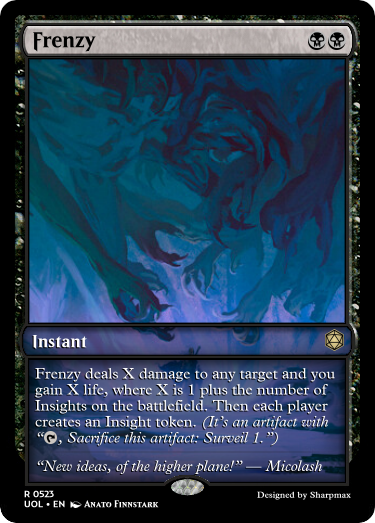 Frenzy
Instant
Frenzy deals X damage to any target and you
gain X life, where X is 1 plus the number of
Insights on the battlefield. Then each player
creates an Insight token. (It's an artifact with
“, Sacrifice this artifact: Surveil 1.”)
“New ideas, of the higher plane!” — Micolash
R 0523
UOL • EN Anato Finnstark
Designed by Sharpmax